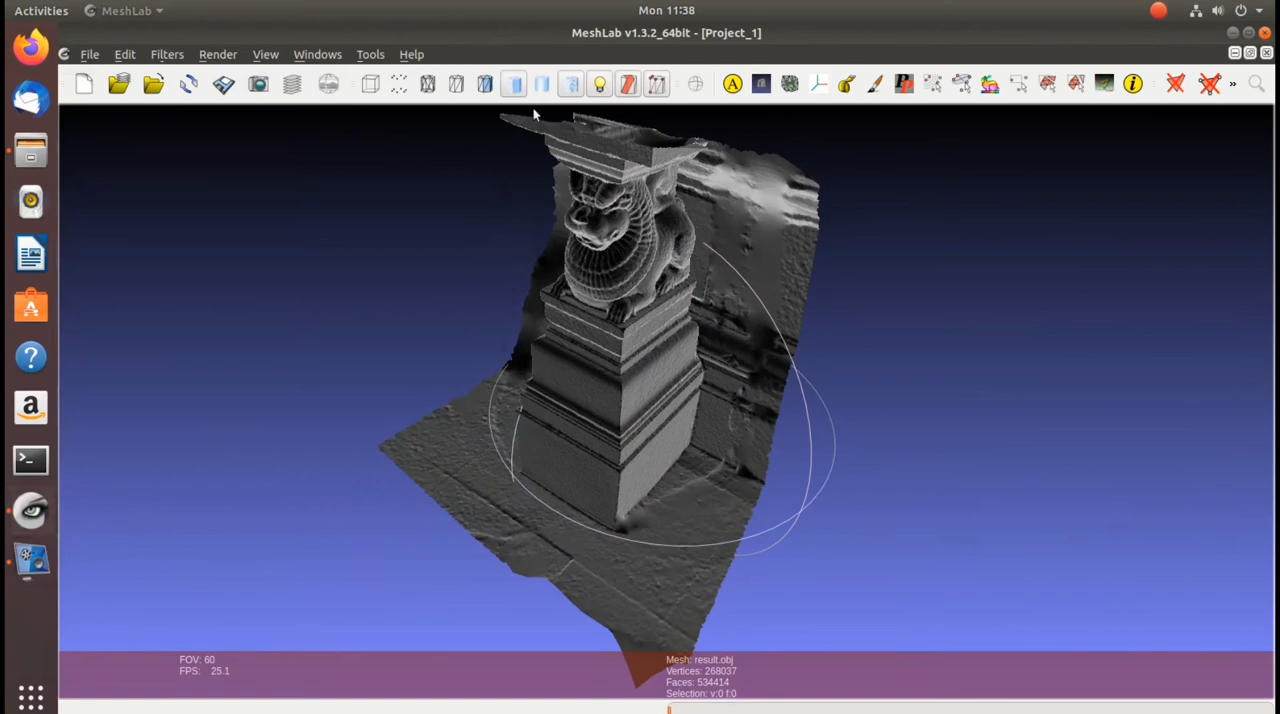 Activities MeshLab Mon 11:38
MeshLab v1.3.2_64bit - [Project_1]
File Edit Filters Render View Windows Tools Help
A i »
? a >_
FOV: 60
FPS: 25.1
Mesh: result.obj
Vertices: 268037
Faces: 534414
Selection: v:0 f:0